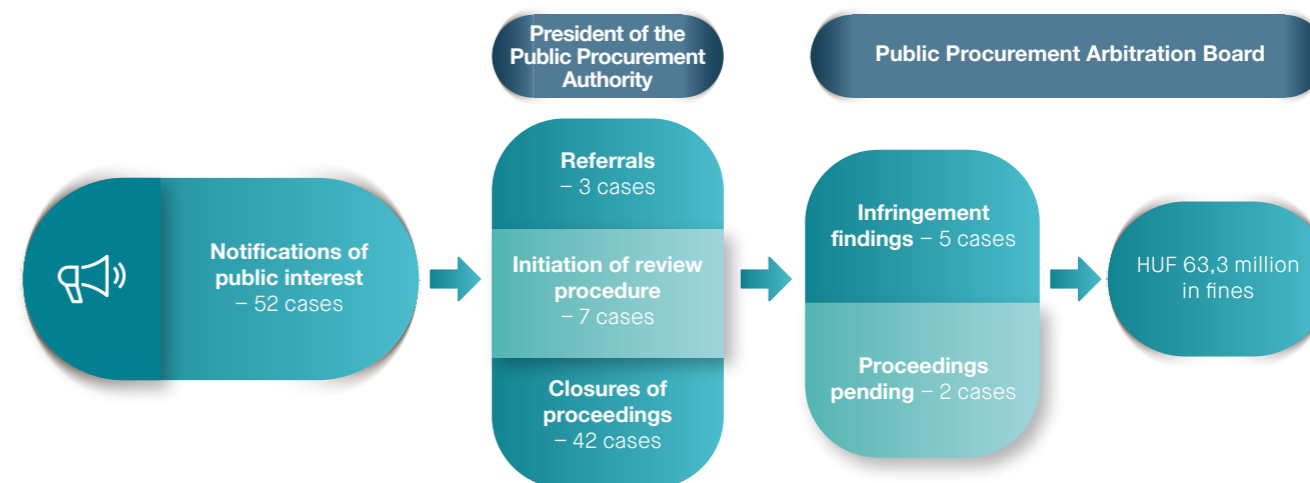 President of the
Public Procurement
Authority
Public Procurement Arbitration Board
Notifications of
public interest
– 52 cases
Referrals
– 3 cases
Initiation of review
procedure
– 7 cases
Closures of
proceedings
– 42 cases
Infringement
findings – 5 cases
Proceedings
pending – 2 cases
HUF 63,3 million
in fines